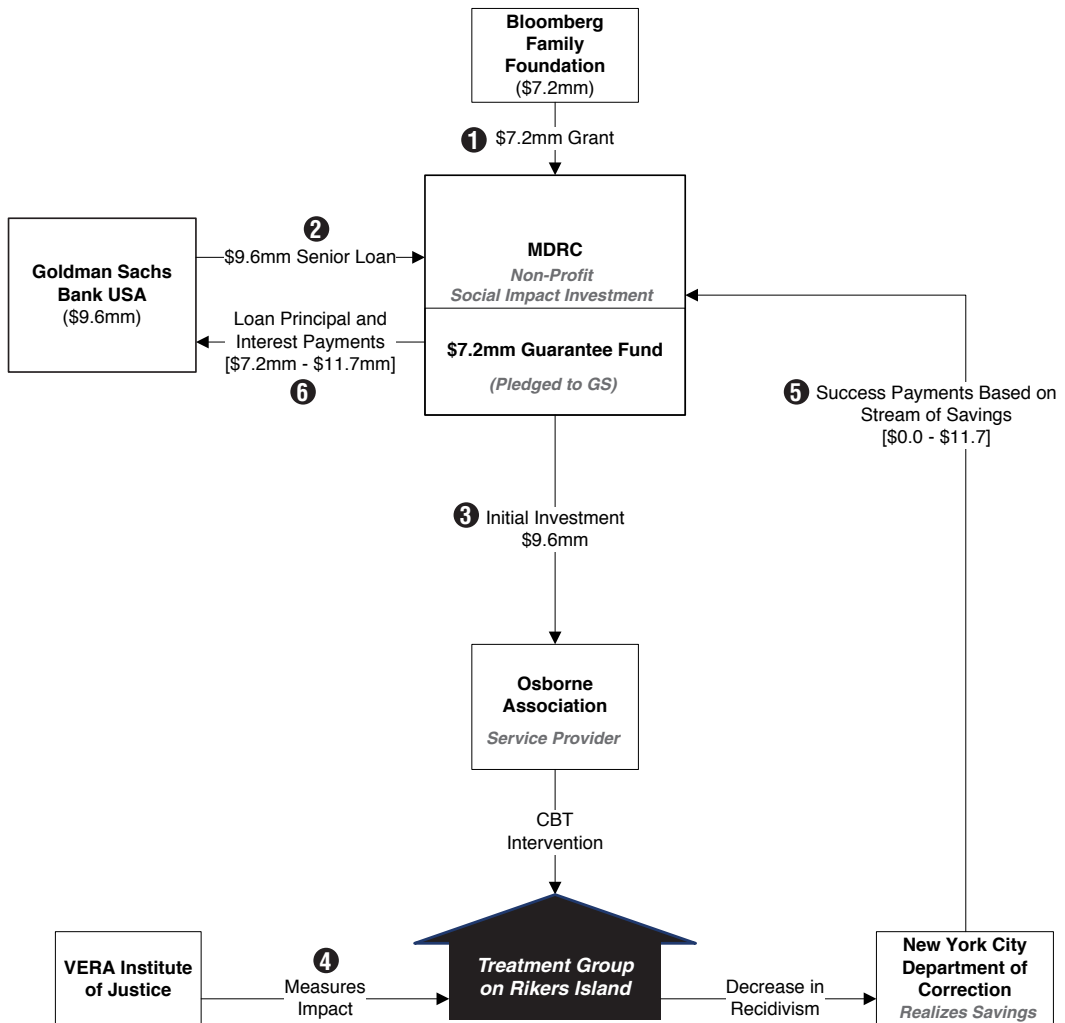 Bloomberg
Family
Foundation
($7.2mm)
1 $7.2mm Grant
2
$9.6mm Senior Loan
Goldman Sachs
Bank USA
($9.6mm)
MDRC
Non-Profit
Social Impact Investment
Loan Principal and
Interest Payments
[$7.2mm - $11.7mm]
6
$7.2mm Guarantee Fund
(Pledged to GS)
5 Success Payments Based on
Stream of Savings
[$0.0 - $11.7]
3 Initial Investment
$9.6mm
Osborne
Association
Service Provider
CBT
Intervention
VERA Institute
of Justice
4
Measures
Impact
Treatment Group
on Rikers Island
Decrease in
Recidivism
New York City
Department of
Correction
Realizes Savings